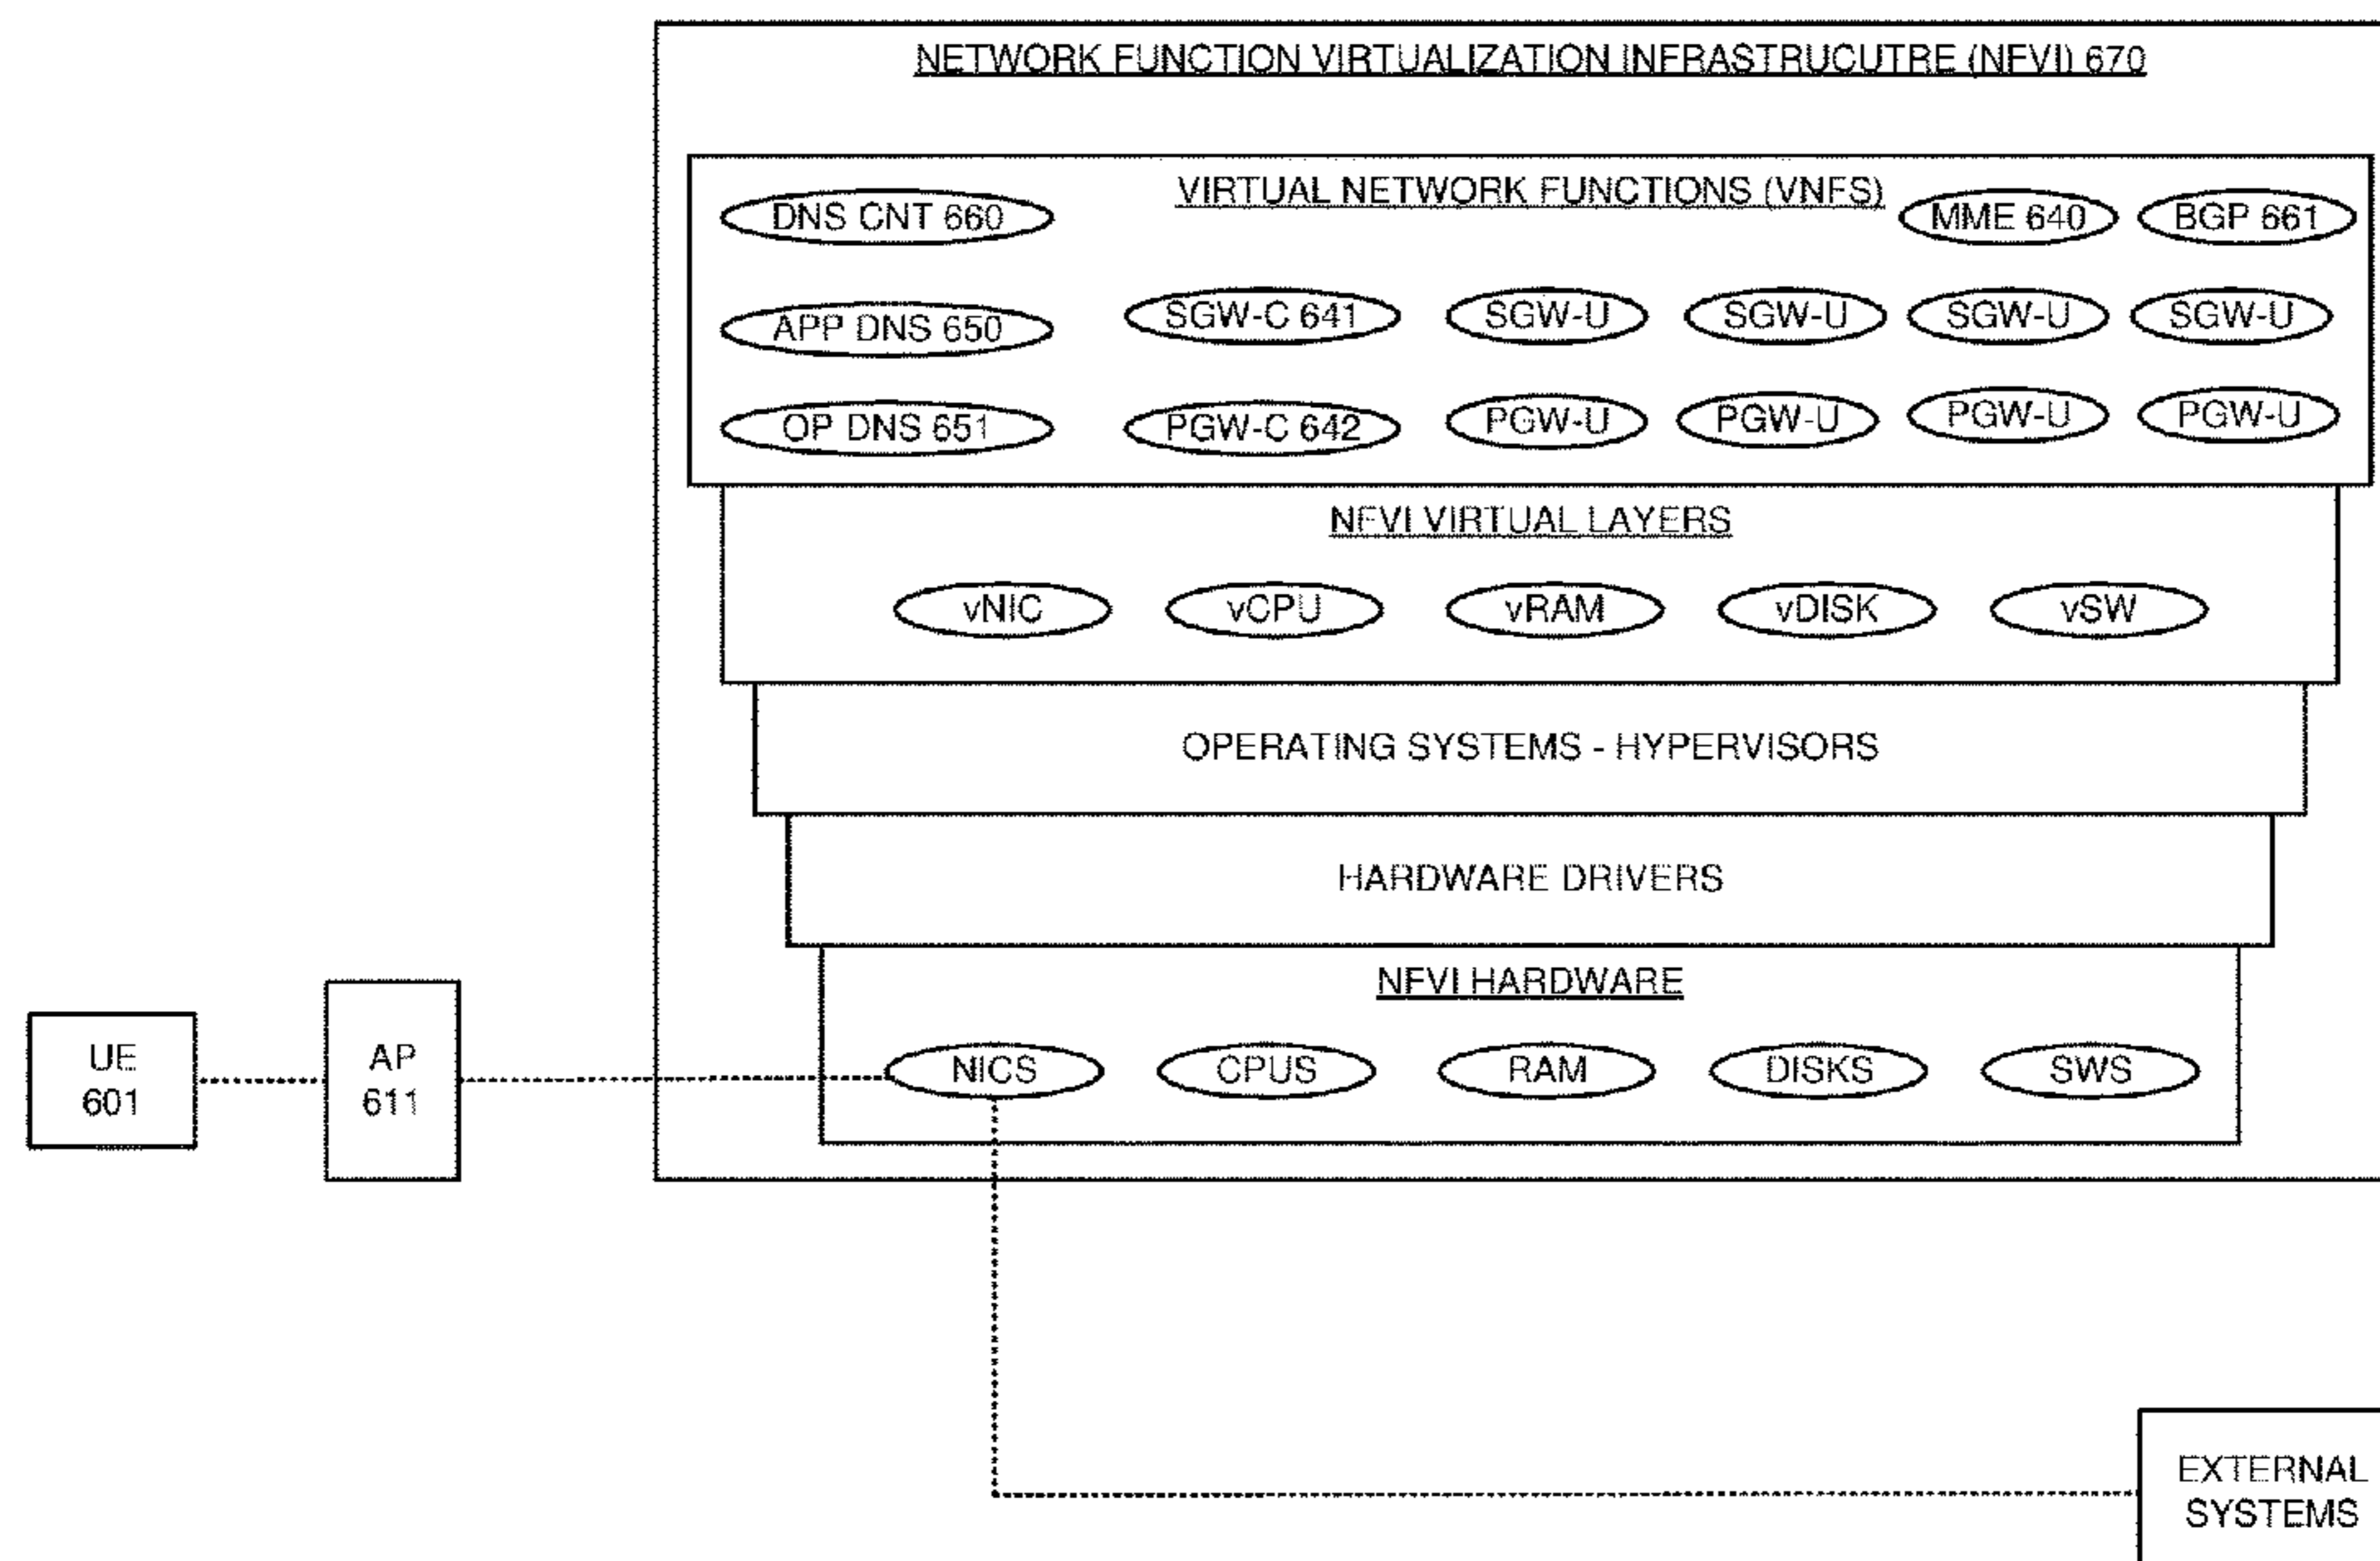 NETWORK FUNCTION VIRTUALIZATION INFRASTRUCUTRE (NFVI) 670
VIRTUAL NETWORK FUNCTIONS (VNFS)
DNS CNT 660
MME 640
BGP 661
APP DNS 650
SGW-C 641
SGW-U
SGW-U
SGW-U
SGW-U
OP DNS 651
PGW-C 642
PGW-U
PGW-U
PGW-U
PGW-U
NFVI VIRTUAL LAYERS
vNIC
vCPU
vRAM
vDISK
vSW
OPERATING SYSTEMS - HYPERVISORS
HARDWARE DRIVERS
NFVI HARDWARE
NICS
CPUS
RAM
DISKS
SWS
UE
601
AP
611
EXTERNAL
SYSTEMS